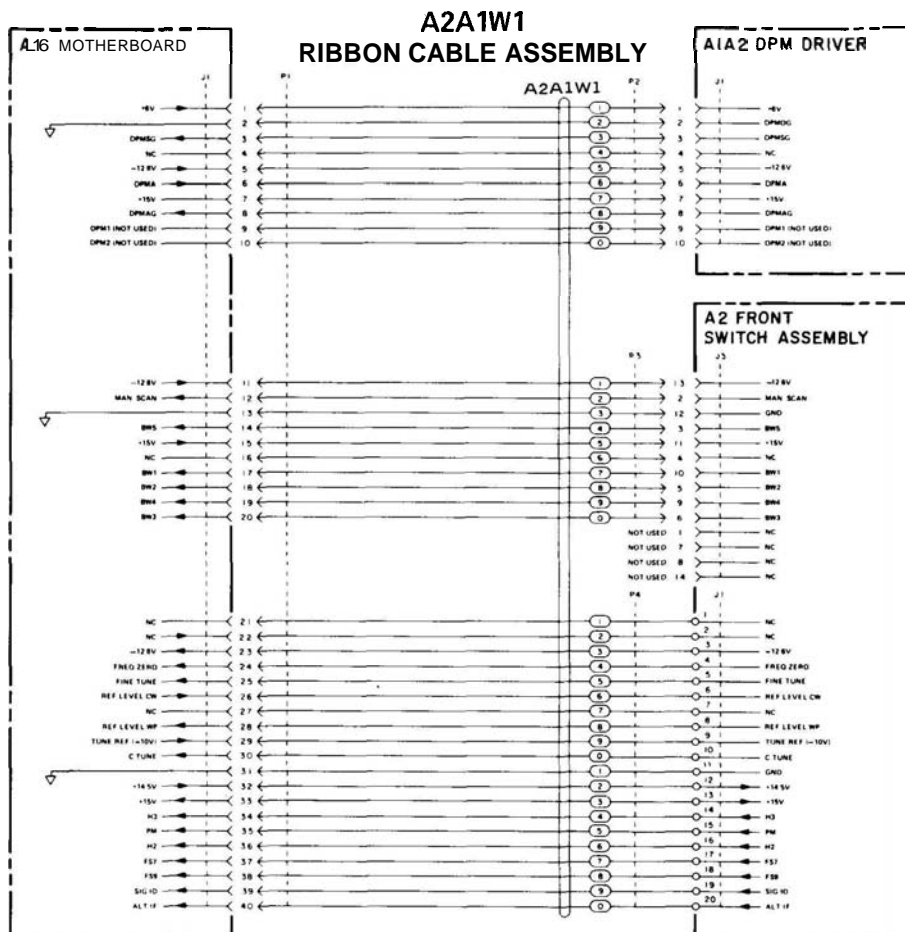 A2A1W1
RIBBON CABLE ASSEMBLY
A16 MOTHERBOARD
A1A2 DPM DRIVER
J1 P1 A2A1W1 P2 J1
+6V 1 1 1 +6V
2 2 2 DPMDG
DPMSG 3 3 3 DPMSG
NC 4 4 4 NC
-12 6V 5 5 5 -12 6V
DPMA 6 6 6 DPMA
+15V 7 7 7 +15V
DPMAG 8 8 8 DPMAG
DPM1 (NOT USED) 9 9 9 DPM1 (NOT USED)
DPM2 (NOT USED) 10 0 10 DPM2 (NOT USED)
A2 FRONT
SWITCH ASSEMBLY
P3 J3
-12 6V 11 1 13 -12 6V
MAN SCAN 12 2 2 MAN SCAN
13 3 12 GND
BW5 14 4 3 BW5
+15V 15 5 11 +15V
NC 16 6 4 NC
BW1 17 7 10 BW1
BW2 18 8 5 BW2
BW4 19 9 9 BW4
BW3 20 0 6 BW3
NOT USED 1 NC
NOT USED 7 NC
NOT USED 8 NC
NOT USED 14 NC
P4 J1
NC 21 1 1 NC
NC 22 2 2 NC
-12 6V 23 3 3 -12 6V
FREQ ZERO 24 4 4 FREQ ZERO
FINE TUNE 25 5 5 FINE TUNE
REF LEVEL CW 26 6 6 REF LEVEL CW
NC 27 7 7 NC
REF LEVEL WP 28 8 8 REF LEVEL WP
TUNE REF (-10V) 29 9 9 TUNE REF (-10V)
C TUNE 30 0 10 C TUNE
31 1 11 GND
+14 5V 32 2 12 +14 5V
+15V 33 3 13 +15V
H3 34 4 14 H3
PM 35 5 15 PM
H2 36 6 16 H2
FS7 37 7 17 FS7
38 8 18
SIG ID 39 9 19 SIG ID
ALT IF 40 0 20 ALT IF